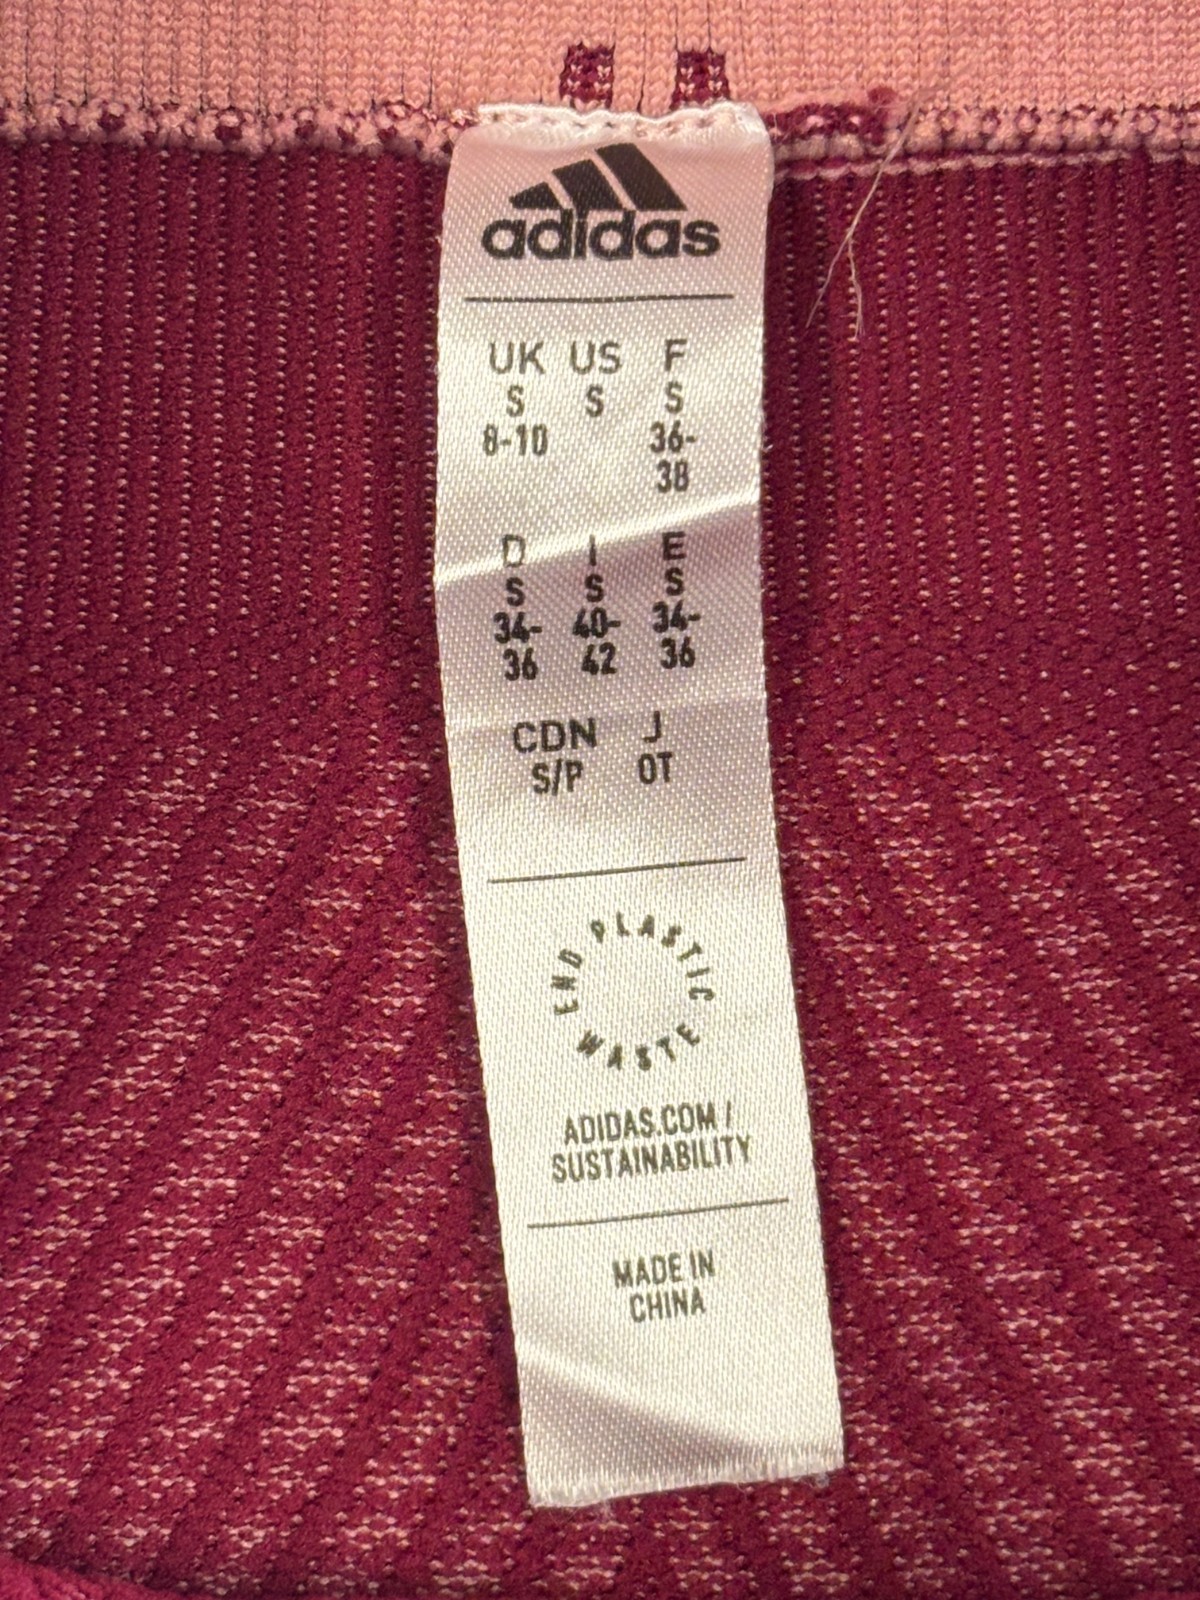 adidas
UK US F
S S S
8-10 36-
38
D I E
S S S
34- 40- 34-
36 42 36
CDN J
S/P OT
END PLASTIC WASTE
ADIDAS.COM /
SUSTAINABILITY
MADE IN
CHINA